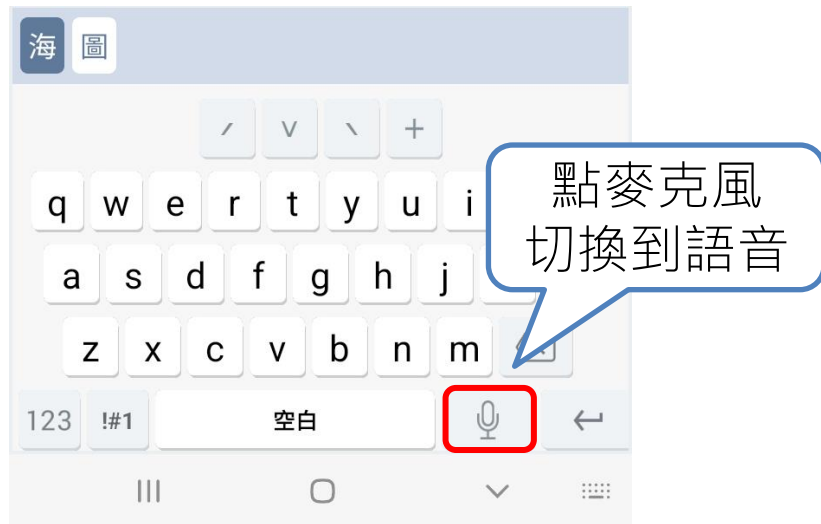 海 圖
ˊ ˇ ˋ +
q w e r t y u i
點麥克風
切換到語音
a s d f g h j
z x c v b n m
123 !#1 空白